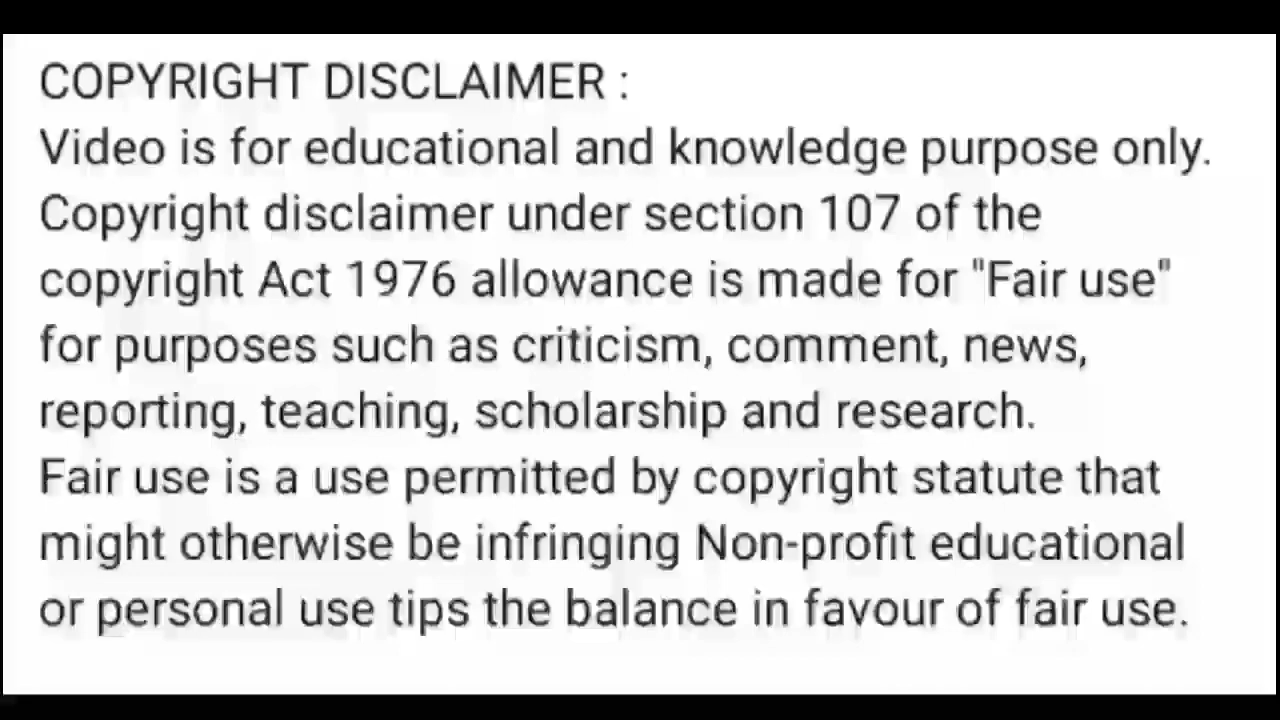 COPYRIGHT DISCLAIMER :
Video is for educational and knowledge purpose only.
Copyright disclaimer under section 107 of the
copyright Act 1976 allowance is made for "Fair use"
for purposes such as criticism, comment, news,
reporting, teaching, scholarship and research.
Fair use is a use permitted by copyright statute that
might otherwise be infringing Non-profit educational
or personal use tips the balance in favour of fair use.